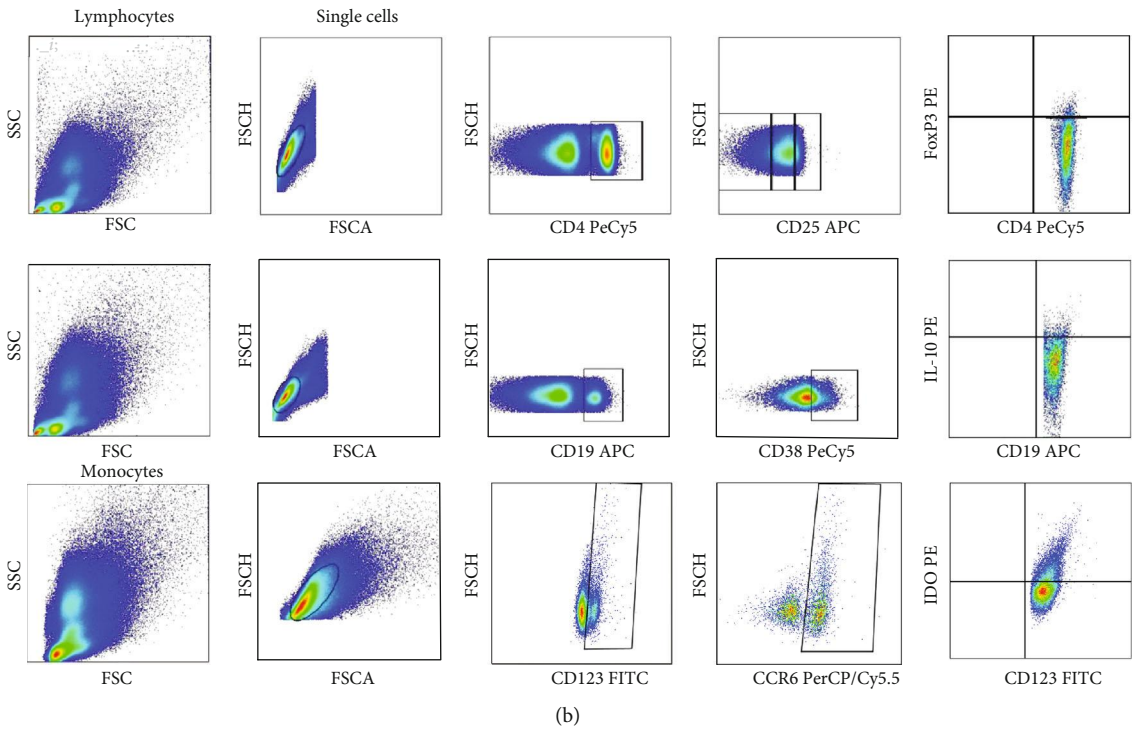 Lymphocytes Single cells
SSC FSCH FSCH FSCH FoxP3 PE
FSC FSCA CD4 PeCy5 CD25 APC CD4 PeCy5
SSC FSCH FSCH FSCH IL-10 PE
FSC FSCA CD19 APC CD38 PeCy5 CD19 APC
Monocytes
SSC FSCH FSCH FSCH IDO PE
FSC FSCA CD123 FITC CCR6 PerCP/Cy5.5 CD123 FITC
(b)